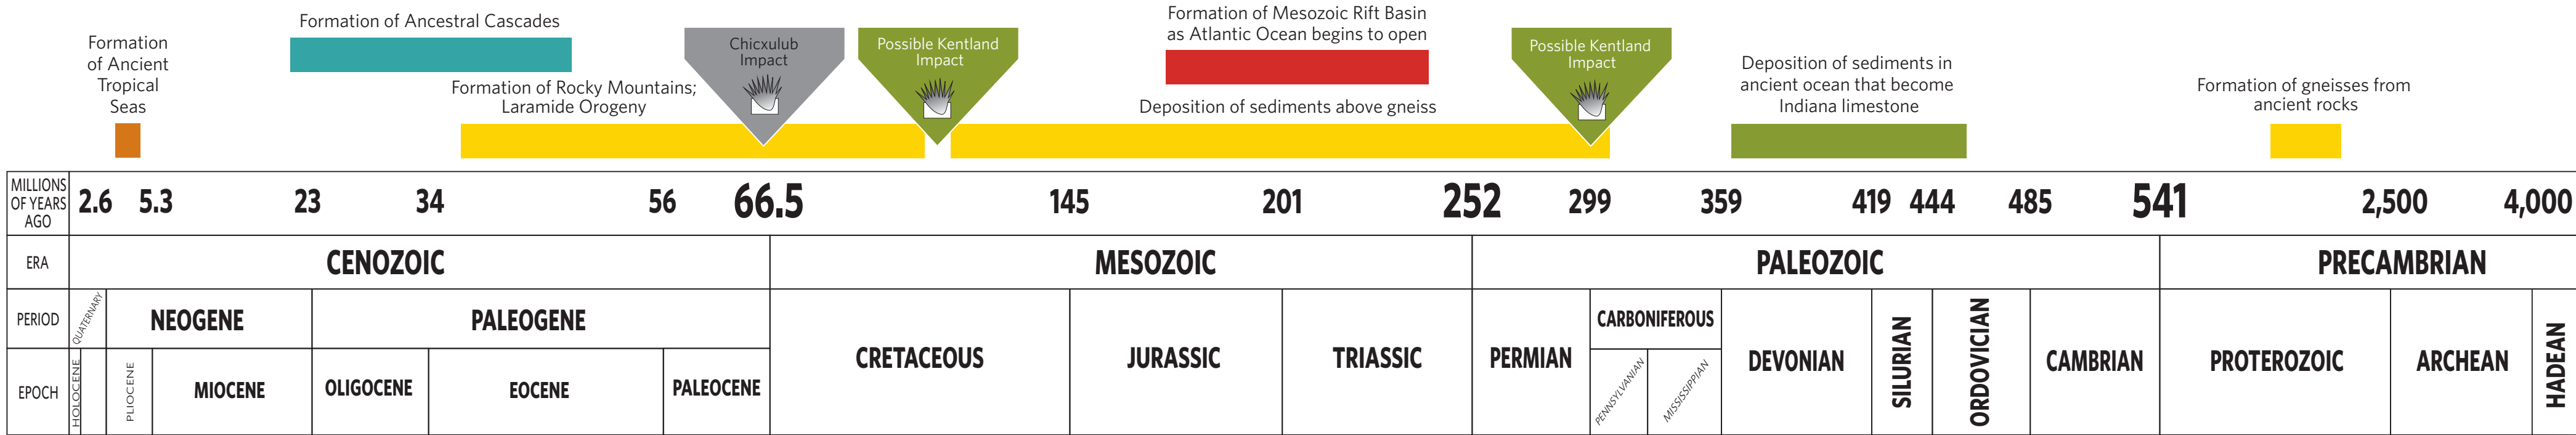 Formation
of Ancient
Tropical
Seas
Formation of Ancestral Cascades
Formation of Rocky Mountains;
Laramide Orogeny
Chicxulub
Impact
Possible Kentland
Impact
Formation of Mesozoic Rift Basin
as Atlantic Ocean begins to open
Deposition of sediments above gneiss
Possible Kentland
Impact
Deposition of sediments in
ancient ocean that become
Indiana limestone
Formation of gneisses from
ancient rocks
MILLIONS
OF YEARS
AGO
2.6 5.3 23 34 56 66.5 145 201 252 299 359 419 444 485 541 2,500 4,000
ERA CENOZOIC MESOZOIC PALEOZOIC PRECAMBRIAN
PERIOD QUATERNARY NEOGENE PALEOGENE CRETACEOUS JURASSIC TRIASSIC PERMIAN CARBONIFEROUS DEVONIAN SILURIAN ORDOVICIAN CAMBRIAN PROTEROZOIC ARCHEAN HADEAN
EPOCH HOLOCENE PLIOCENE MIOCENE OLIGOCENE EOCENE PALEOCENE PENNSYLVANIAN MISSISSIPPIAN